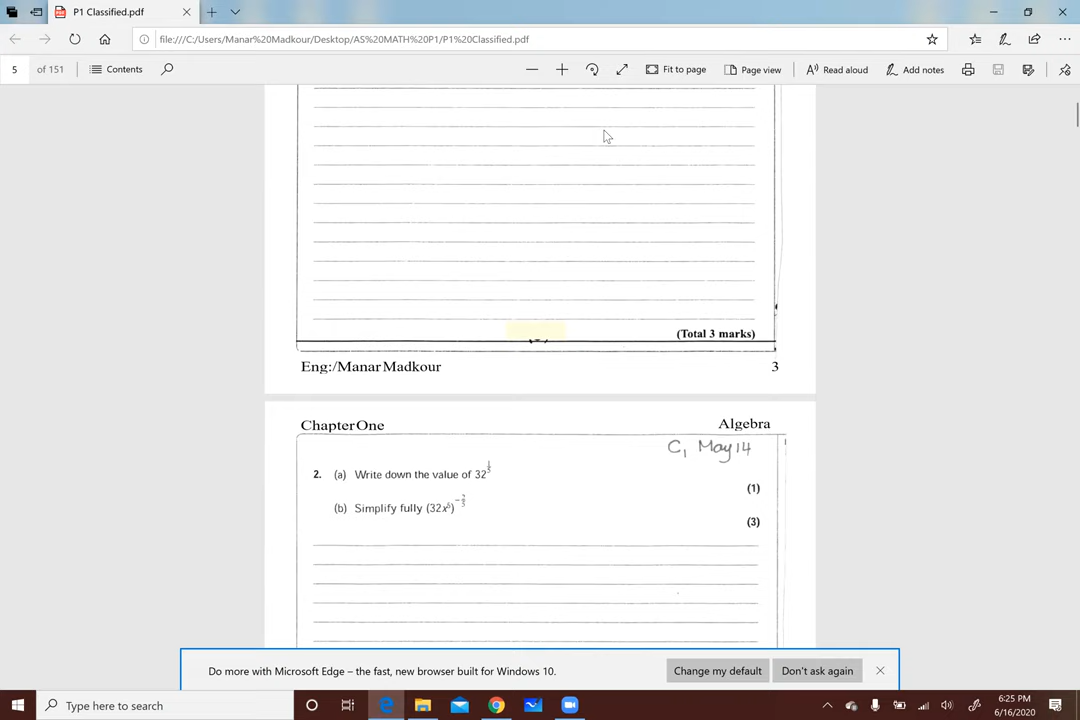 P1 Classified.pdf
file:///C:/Users/Manar%20Madkour/Desktop/AS%20MATH%20P1/P1%20Classified.pdf
5 of 151 Contents Fit to page Page view Read aloud Add notes
(Total 3 marks)
Eng:/Manar Madkour 3
Chapter One Algebra
C1 May 14
2. (a) Write down the value of 32^(1/5)
(1)
(b) Simplify fully (32x⁵)^(-2/5)
(3)
Do more with Microsoft Edge – the fast, new browser built for Windows 10. Change my default Don't ask again
Type here to search
6:25 PM
6/16/2020